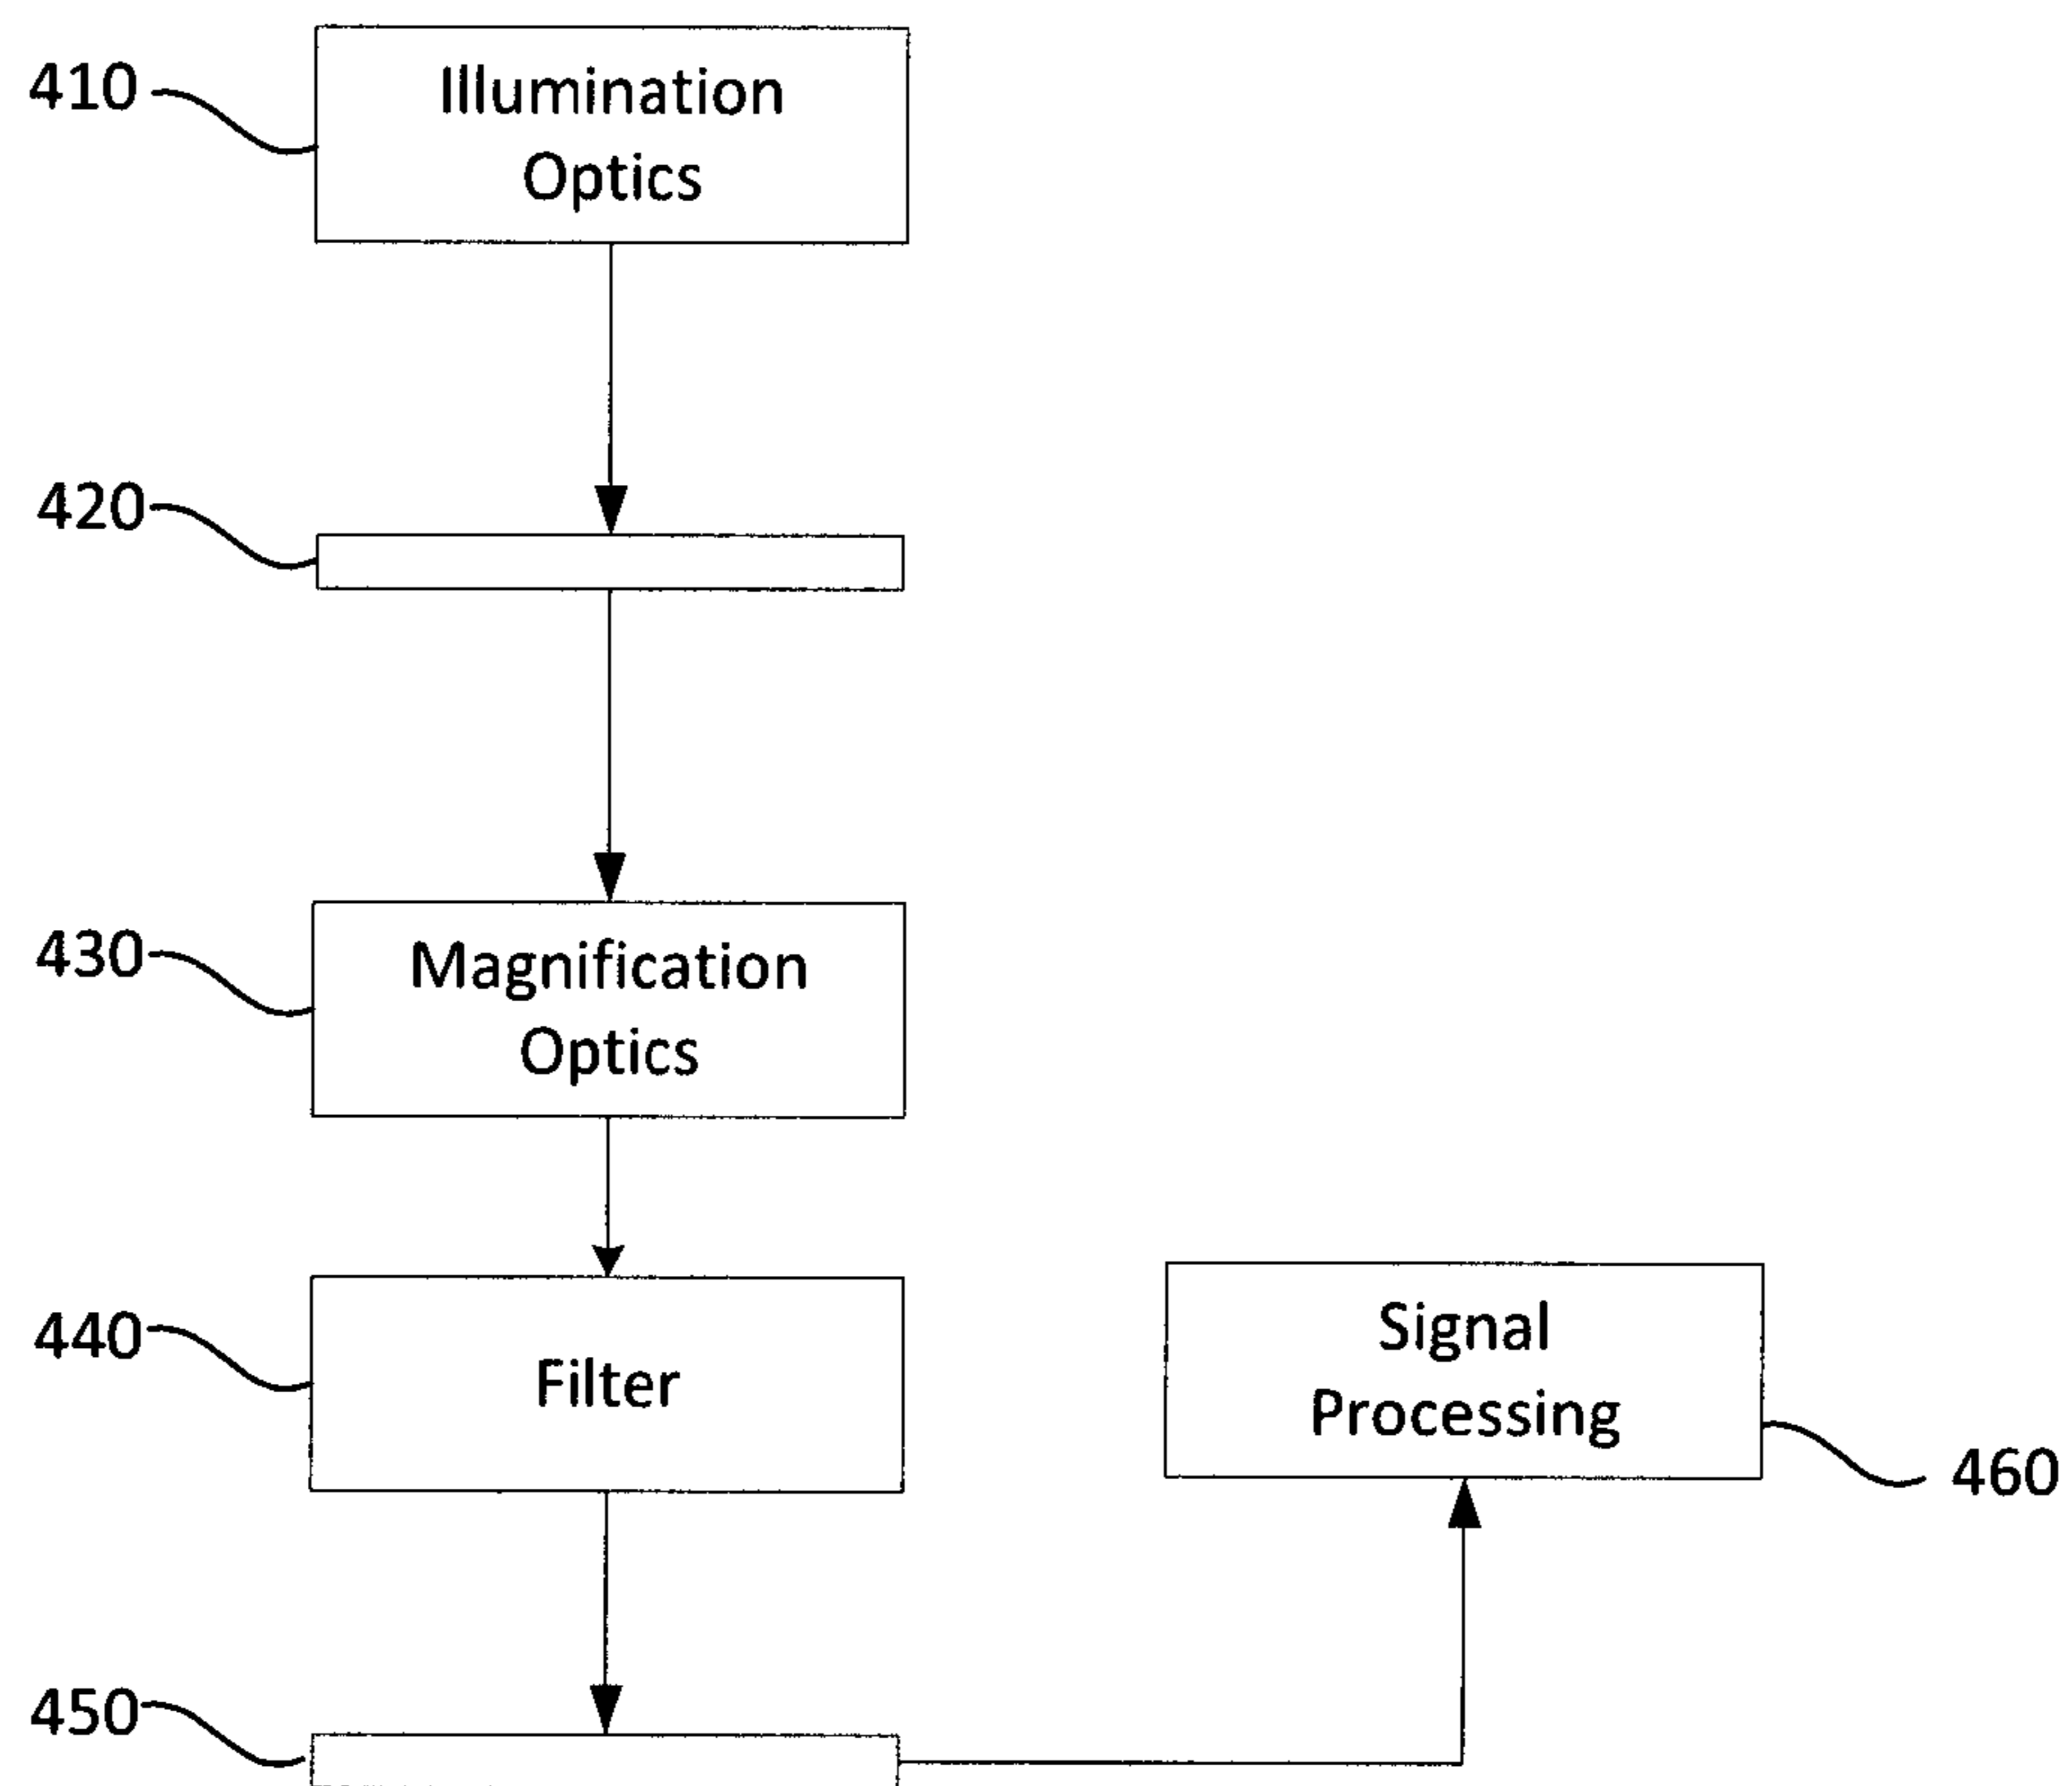 410
Illumination
Optics
420
430
Magnification
Optics
440
Filter
Signal
Processing
460
450